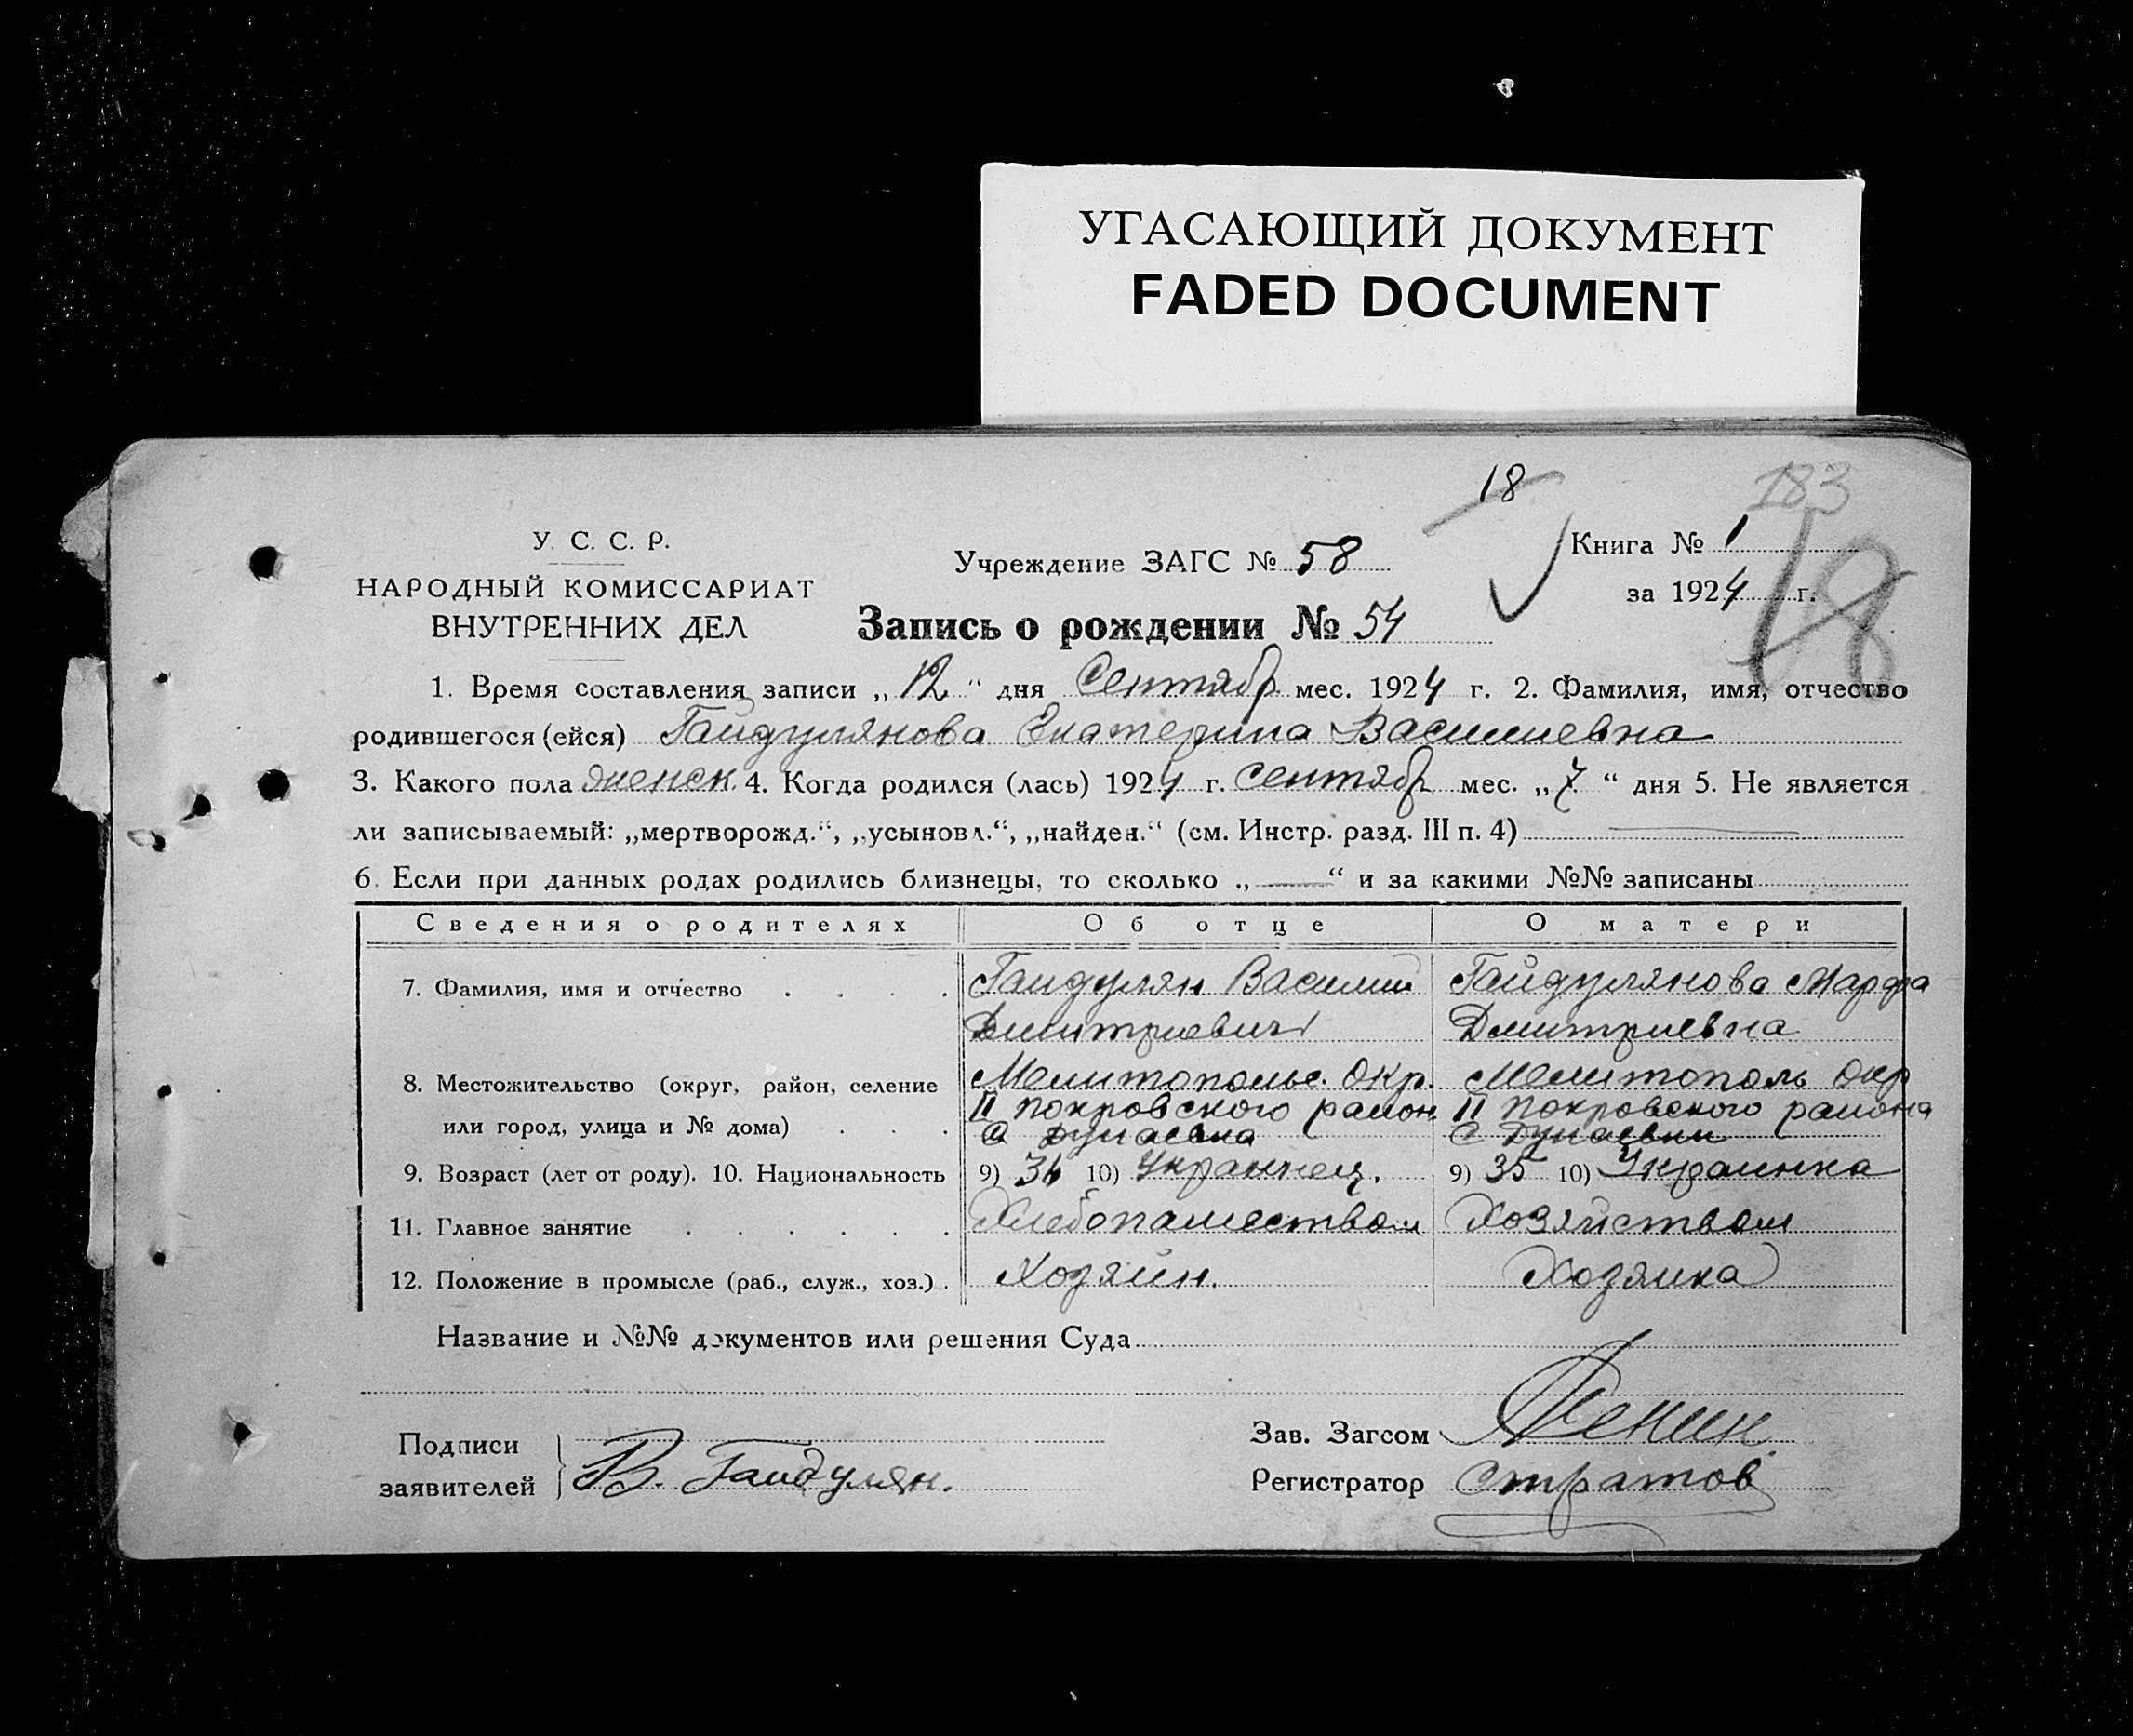 УГАСАЮЩИЙ ДОКУМЕНТ
FADED DOCUMENT
18
183
У. С. С. Р.
НАРОДНЫЙ КОМИССАРИАТ
ВНУТРЕННИХ ДЕЛ
Учреждение ЗАГС № 58
Книга № 1
за 1924 г.
18
Запись о рождении № 54
1. Время составления записи „12“ дня Сентябр мес. 1924 г. 2. Фамилия, имя, отчество
родившегося (ейся) Гайдулянова Екатерина Василиевна
3. Какого пола женск. 4. Когда родился (лась) 1924 г. сентябр мес. „7“ дня 5. Не является
ли записываемый: „мертворожд.“, „усыновл.“, „найден.“ (см. Инстр. разд. III п. 4)
6. Если при данных родах родились близнецы, то сколько „—“ и за какими №№ записаны
Сведения о родителях Об отце О матери
7. Фамилия, имя и отчество Гайдулян Василий Гайдулянова Марфа
Дмитриевич Дмитриевна
8. Местожительство (округ, район, селение Мелитопольс. Окр. Мелитополь Окр
или город, улица и № дома) II Покровского район II Покровского района
С Дунаевка С Дунаевки
9. Возраст (лет от роду). 10. Национальность 9) 36 10) Украинец. 9) 35 10) Украинка
11. Главное занятие Хлебопашеством Хозяйством
12. Положение в промысле (раб., служ., хоз.) Хозяин. Хозяика
Название и №№ документов или решения Суда
Подписи
заявителей В. Гайдулян.
Зав. Загсом
Регистратор Стратов